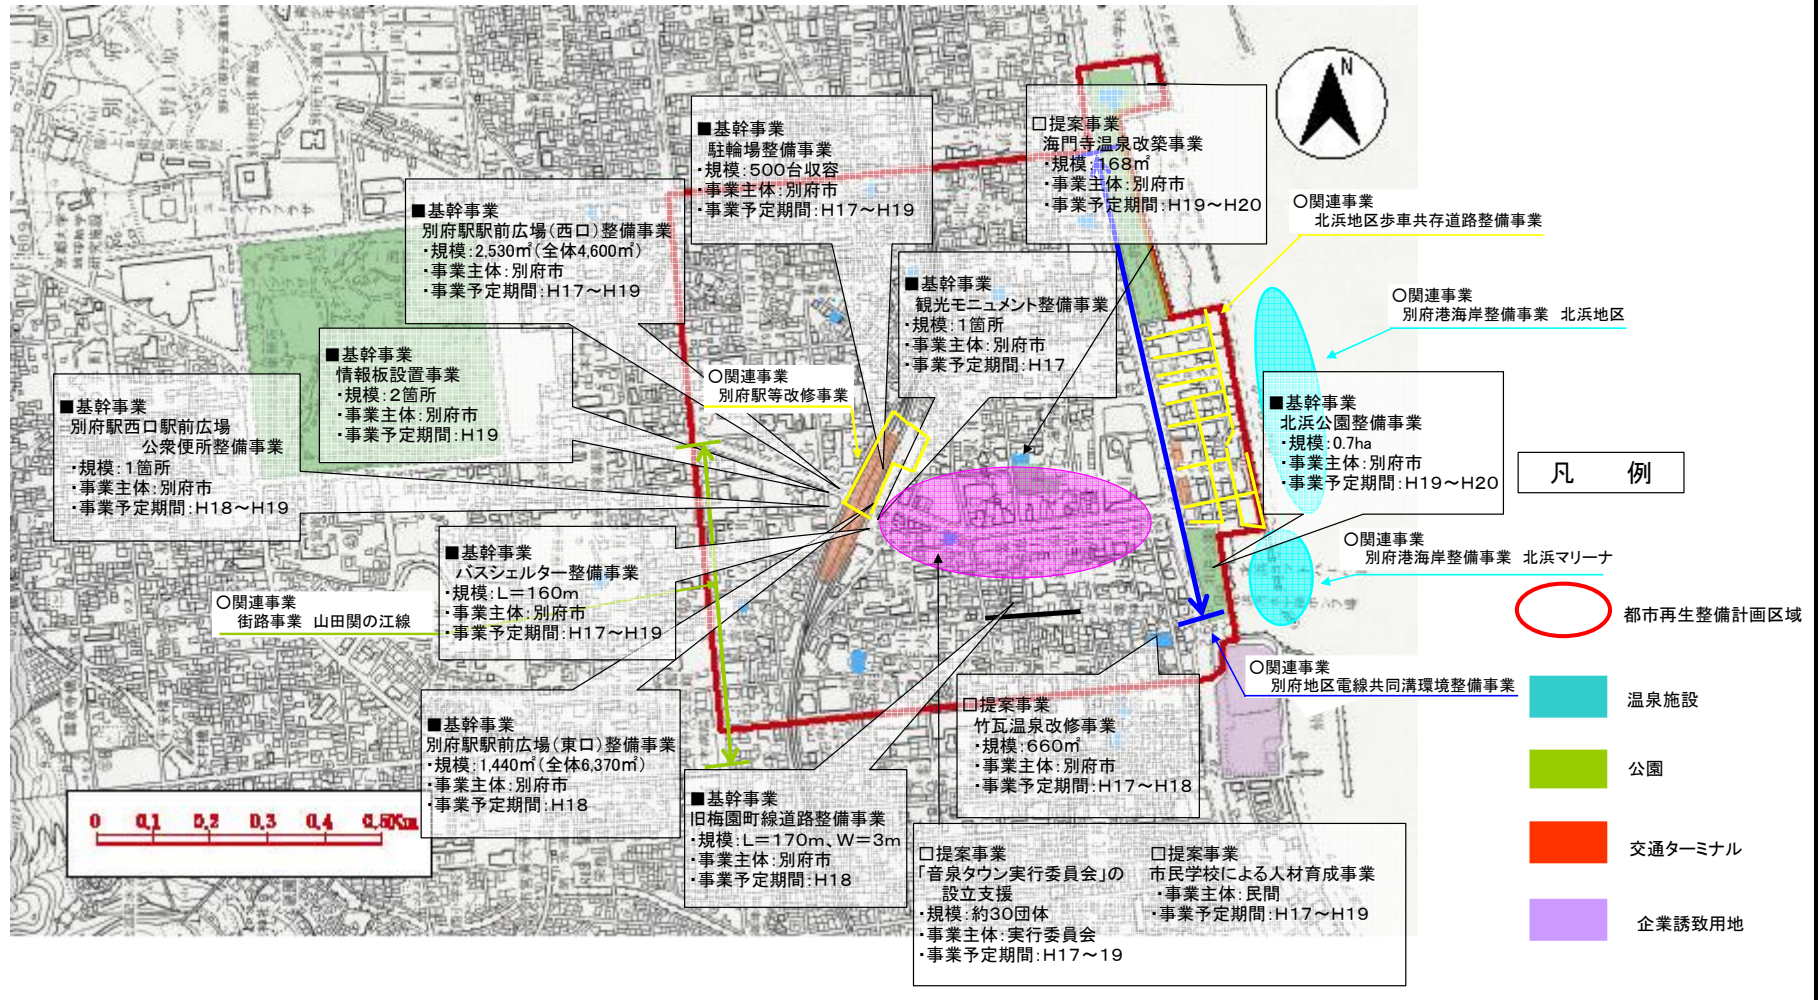 N
■基幹事業
駐輪場整備事業
・規模：500台収容
・事業主体：別府市
・事業予定期間：H17～H19
□提案事業
海門寺温泉改築事業
・規模：168㎡
・事業主体：別府市
・事業予定期間：H19～H20
■基幹事業
別府駅駅前広場（西口）整備事業
・規模：2,530㎡（全体4,600㎡）
・事業主体：別府市
・事業予定期間：H17～H19
○関連事業
北浜地区歩車共存道路整備事業
■基幹事業
観光モニュメント整備事業
・規模：1箇所
・事業主体：別府市
・事業予定期間：H17
○関連事業
別府港海岸整備事業　北浜地区
■基幹事業
情報板設置事業
・規模：2箇所
・事業主体：別府市
・事業予定期間：H19
○関連事業
別府駅等改修事業
■基幹事業
別府駅西口駅前広場
公衆便所整備事業
・規模：1箇所
・事業主体：別府市
・事業予定期間：H18～H19
■基幹事業
北浜公園整備事業
・規模：0.7ha
・事業主体：別府市
・事業予定期間：H19～H20
凡　例
○関連事業
別府港海岸整備事業　北浜マリーナ
■基幹事業
バスシェルター整備事業
・規模：L＝160m
・事業主体：別府市
・事業予定期間：H17～H19
○関連事業
街路事業　山田関の江線
都市再生整備計画区域
○関連事業
別府地区電線共同溝環境整備事業
温泉施設
■基幹事業
別府駅駅前広場（東口）整備事業
・規模：1,440㎡（全体6,370㎡）
・事業主体：別府市
・事業予定期間：H18
□提案事業
竹瓦温泉改修事業
・規模：660㎡
・事業主体：別府市
・事業予定期間：H17～H18
公園
■基幹事業
旧梅園町線道路整備事業
・規模：L＝170m、W＝3m
・事業主体：別府市
・事業予定期間：H18
0 0.1 0.2 0.3 0.4 0.5Km
交通ターミナル
□提案事業
「音泉タウン実行委員会」の
設立支援
・規模：約30団体
・事業主体：実行委員会
・事業予定期間：H17～19
□提案事業
市民学校による人材育成事業
・事業主体：民間
・事業予定期間：H17～H19
企業誘致用地